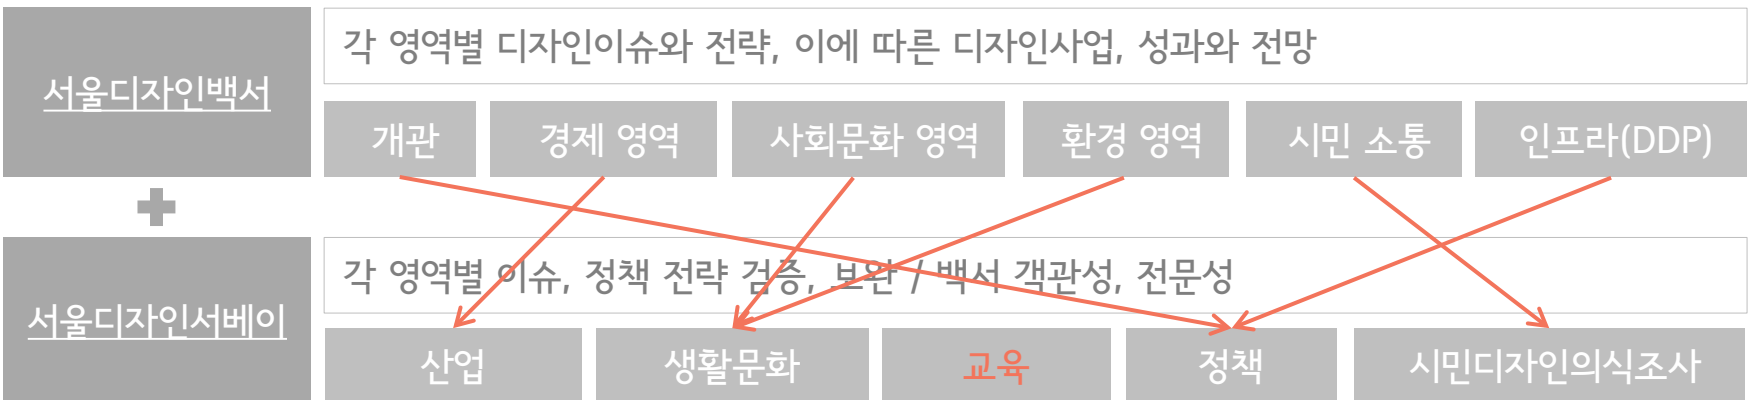 서울디자인백서
각 영역별 디자인이슈와 전략, 이에 따른 디자인사업, 성과와 전망
개관
경제 영역
사회문화 영역
환경 영역
시민 소통
인프라(DDP)
서울디자인서베이
각 영역별 이슈, 정책 전략 검증, 보완 / 백서 객관성, 전문성
산업
생활문화
교육
정책
시민디자인의식조사